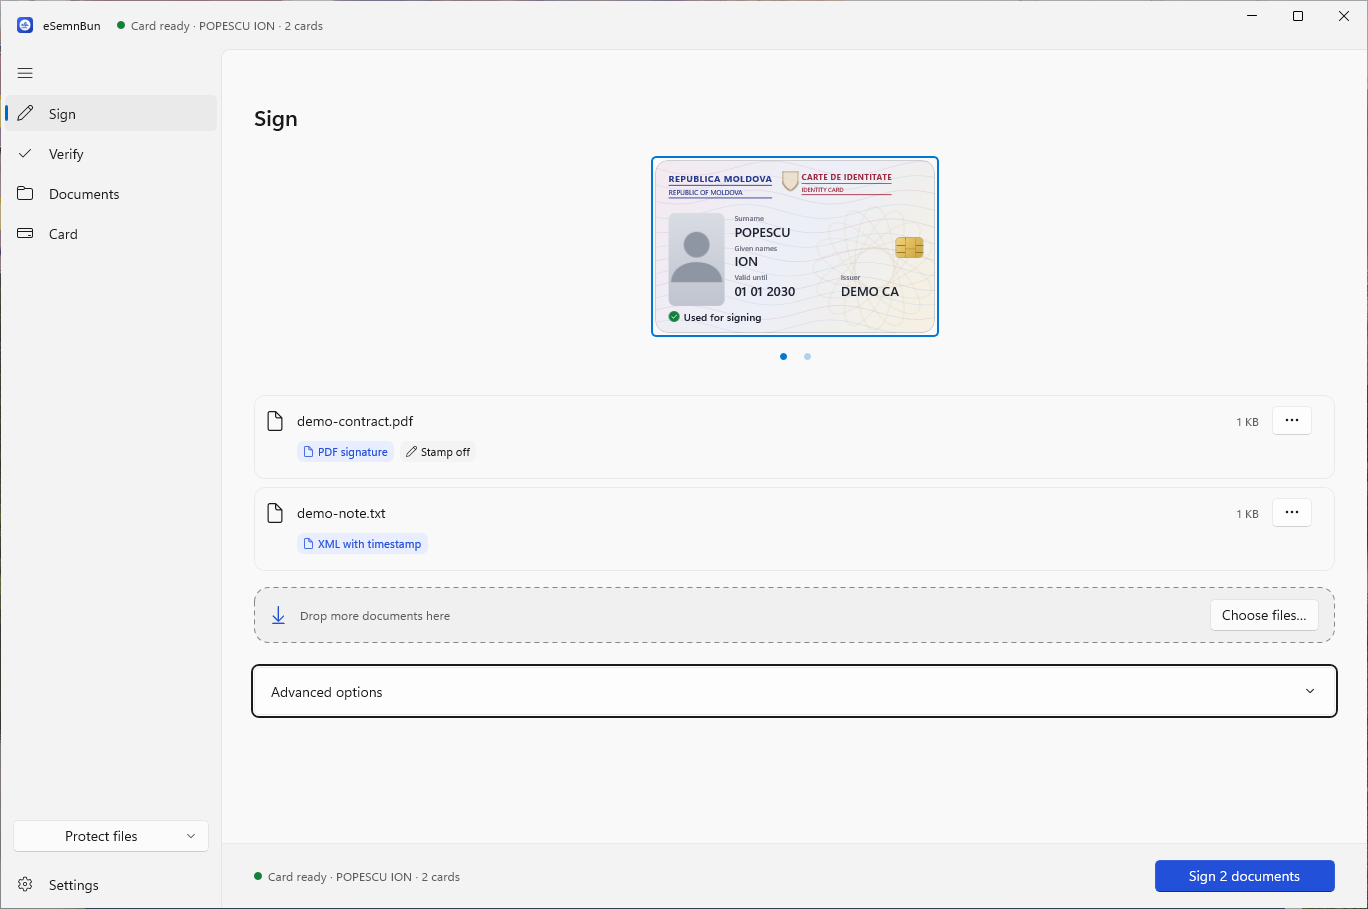 eSemnBun
Card ready · POPESCU ION · 2 cards
Sign
Verify
Documents
Card
Protect files
Settings
Sign
REPUBLICA MOLDOVA
REPUBLIC OF MOLDOVA
CARTE DE IDENTITATE
IDENTITY CARD
Surname
POPESCU
Given names
ION
Valid until
01 01 2030
Issuer
DEMO CA
Used for signing
demo-contract.pdf
1 KB
PDF signature
Stamp off
demo-note.txt
1 KB
XML with timestamp
Drop more documents here
Choose files...
Advanced options
Card ready · POPESCU ION · 2 cards
Sign 2 documents